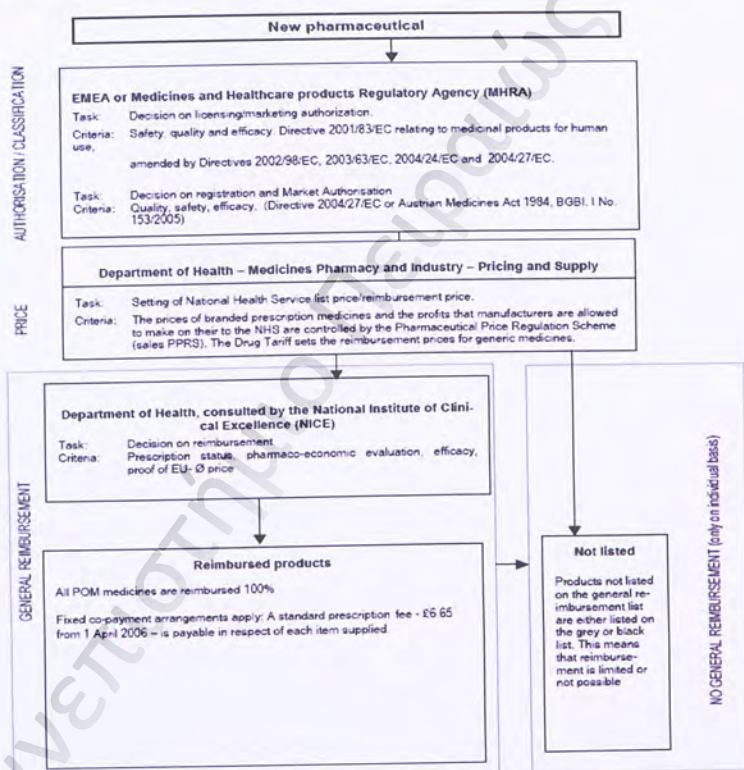 New pharmaceutical
AUTHORISATION / CLASSIFICATION
EMEA or Medicines and Healthcare products Regulatory Agency (MHRA)
Task: Decision on licensing/marketing authorization.
Criteria: Safety, quality and efficacy. Directive 2001/83/EC relating to medicinal products for human
use,
amended by Directives 2002/98/EC, 2003/63/EC, 2004/24/EC and 2004/27/EC.
Task: Decision on registration and Market Authorisation
Criteria: Quality, safety, efficacy. (Directive 2004/27/EC or Austrian Medicines Act 1984, BGBI. I No.
153/2005)
PRICE
Department of Health – Medicines Pharmacy and Industry – Pricing and Supply
Task: Setting of National Health Service list price/reimbursement price.
Criteria: The prices of branded prescription medicines and the profits that manufacturers are allowed
to make on their to the NHS are controlled by the Pharmaceutical Price Regulation Scheme
(sales PPRS). The Drug Tariff sets the reimbursement prices for generic medicines.
GENERAL REIMBURSEMENT
Department of Health, consulted by the National Institute of Clini-
cal Excellence (NICE)
Task: Decision on reimbursement
Criteria: Prescription status, pharmaco-economic evaluation, efficacy,
proof of EU- Ø price
Reimbursed products
All POM medicines are reimbursed 100%
Fixed co-payment arrangements apply: A standard prescription fee - £6.65
from 1 April 2006 – is payable in respect of each item supplied.
Not listed
Products not listed
on the general re-
imbursement list
are either listed on
the grey or black
list. This means
that reimburse-
ment is limited or
not possible
NO GENERAL REIMBURSEMENT (only on individual basis)
νεπιστήμιο Πειραιώς